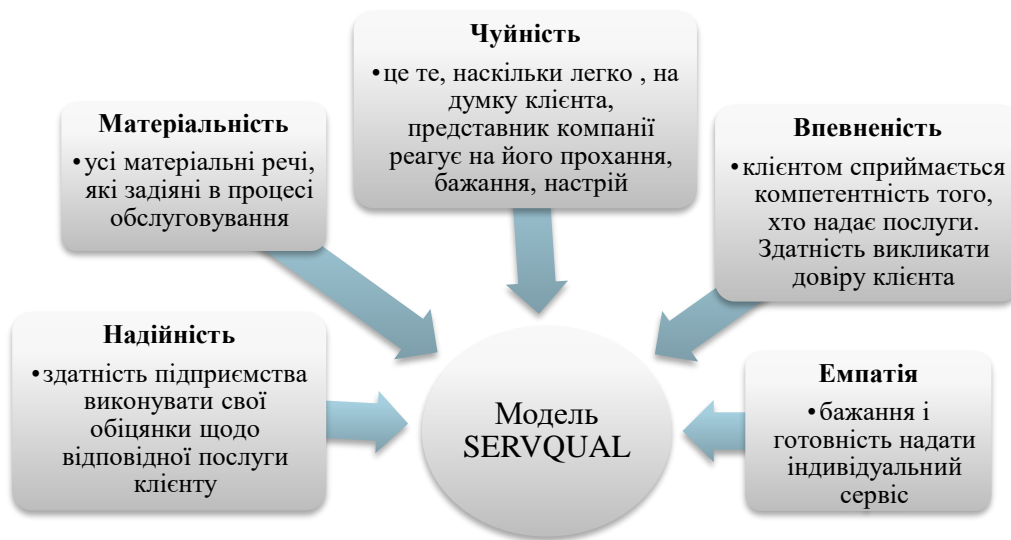 Чуйність
•це те, наскільки легко , на
думку клієнта,
представник компанії
реагує на його прохання,
бажання, настрій
Матеріальність
•усі матеріальні речі,
які задіяні в процесі
обслуговування
Впевненість
•клієнтом сприймається
компетентність того,
хто надає послуги.
Здатність викликати
довіру клієнта
Надійність
•здатність підприємства
виконувати свої
обіцянки щодо
відповідної послуги
клієнту
Модель
SERVQUAL
Емпатія
•бажання і
готовність надати
індивідуальний
сервіс